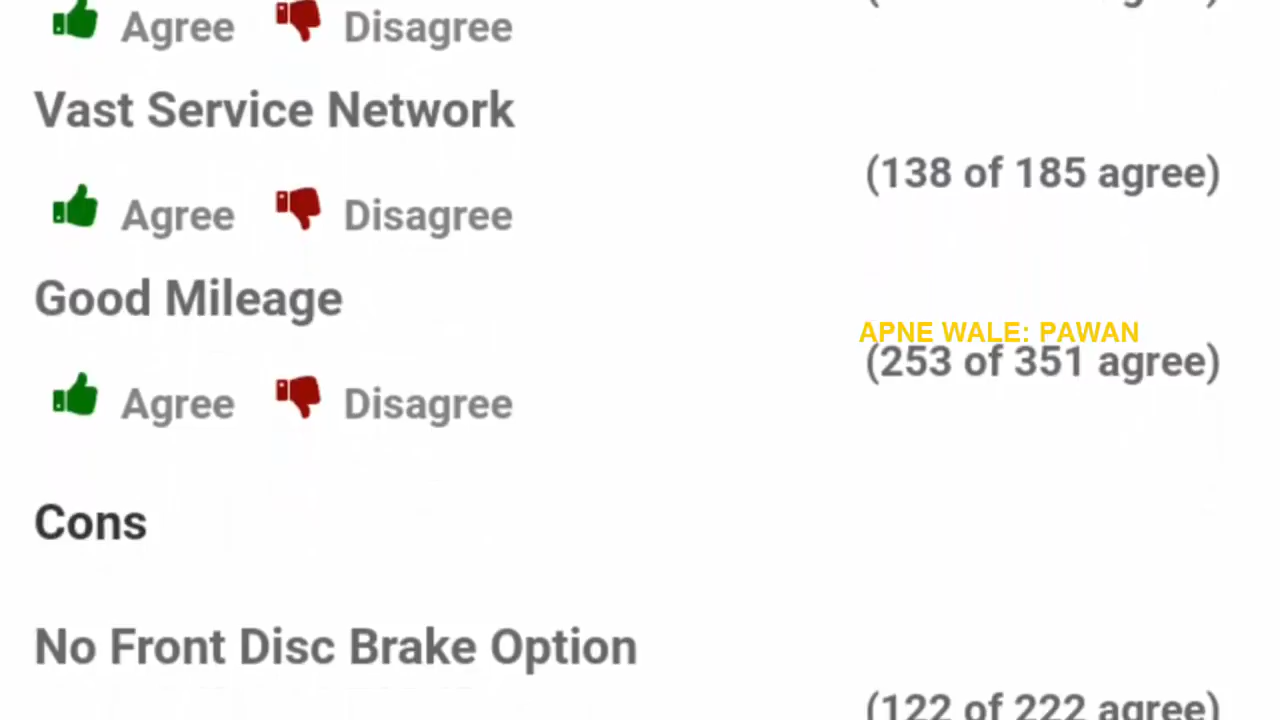 Agree Disagree
Vast Service Network
(138 of 185 agree)
Agree Disagree
Good Mileage
APNE WALE: PAWAN
(253 of 351 agree)
Agree Disagree
Cons
No Front Disc Brake Option
(122 of 222 agree)